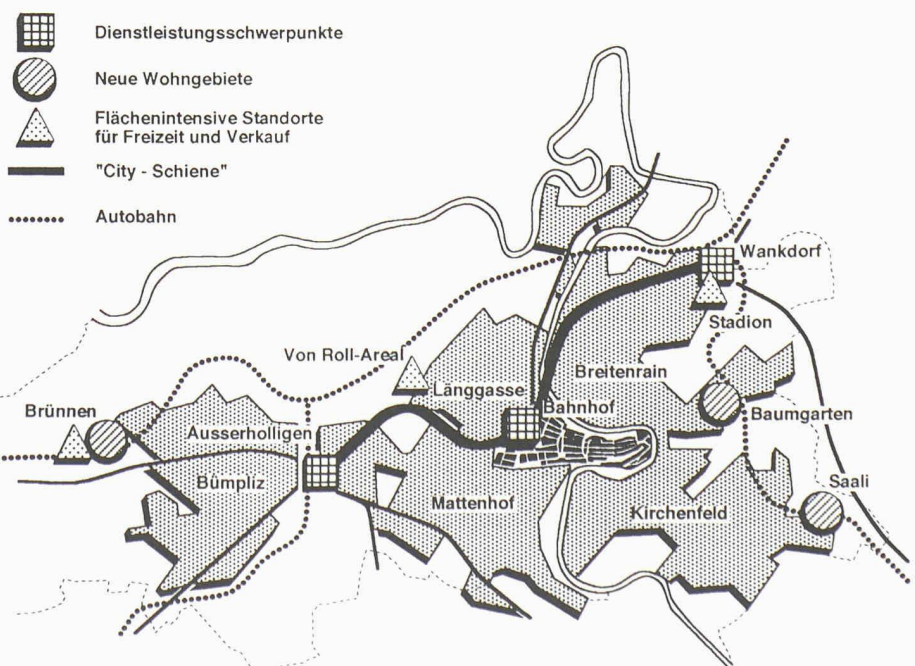 Dienstleistungsschwerpunkte
Neue Wohngebiete
Flächenintensive Standorte
für Freizeit und Verkauf
"City - Schiene"
Autobahn
Wankdorf
Stadion
Von Roll-Areal
Länggasse
Breitenrain
Brünnen
Bahnhof
Baumgarten
Ausserholligen
Bümpliz
Saali
Mattenhof
Kirchenfeld